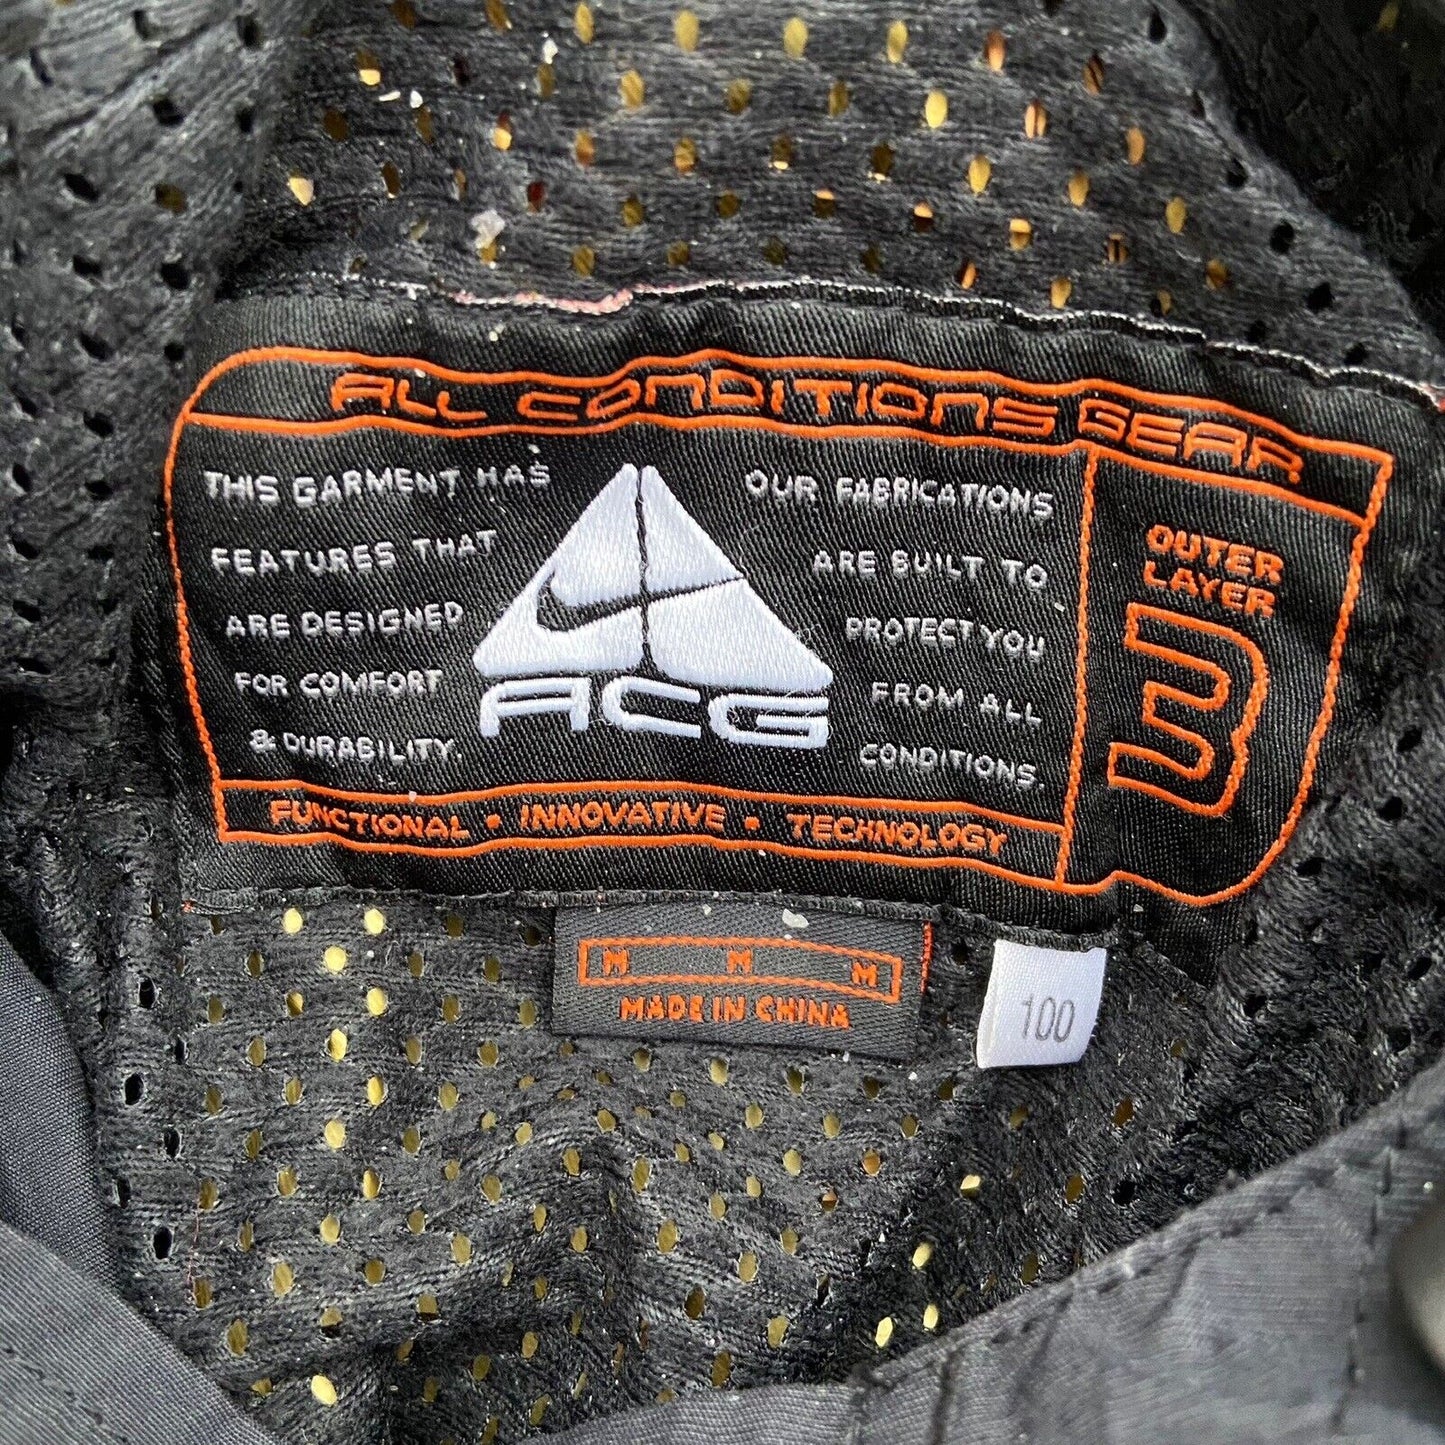 ALL CONDITIONS GEAR
THIS GARMENT HAS
FEATURES THAT
ARE DESIGNED
FOR COMFORT
& DURABILITY.
ACG
OUR FABRICATIONS
ARE BUILT TO
PROTECT YOU
FROM ALL
CONDITIONS.
OUTER
LAYER
3
FUNCTIONAL • INNOVATIVE • TECHNOLOGY
M M M
MADE IN CHINA
100